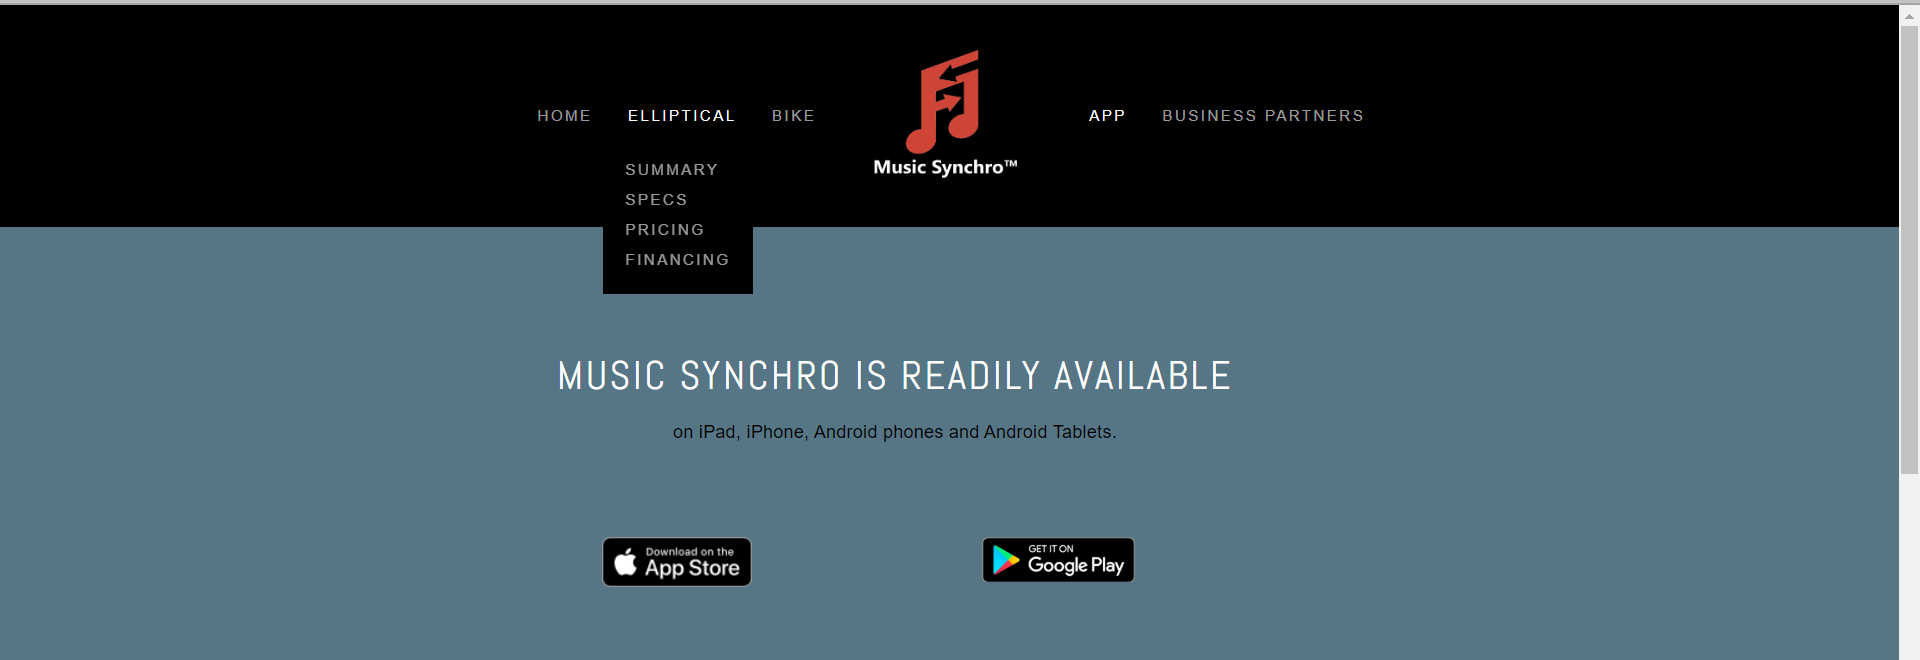 HOME ELLIPTICAL BIKE APP BUSINESS PARTNERS
SUMMARY
SPECS
PRICING
FINANCING
Music Synchro™
MUSIC SYNCHRO IS READILY AVAILABLE
on iPad, iPhone, Android phones and Android Tablets.
Download on the
App Store
GET IT ON
Google Play